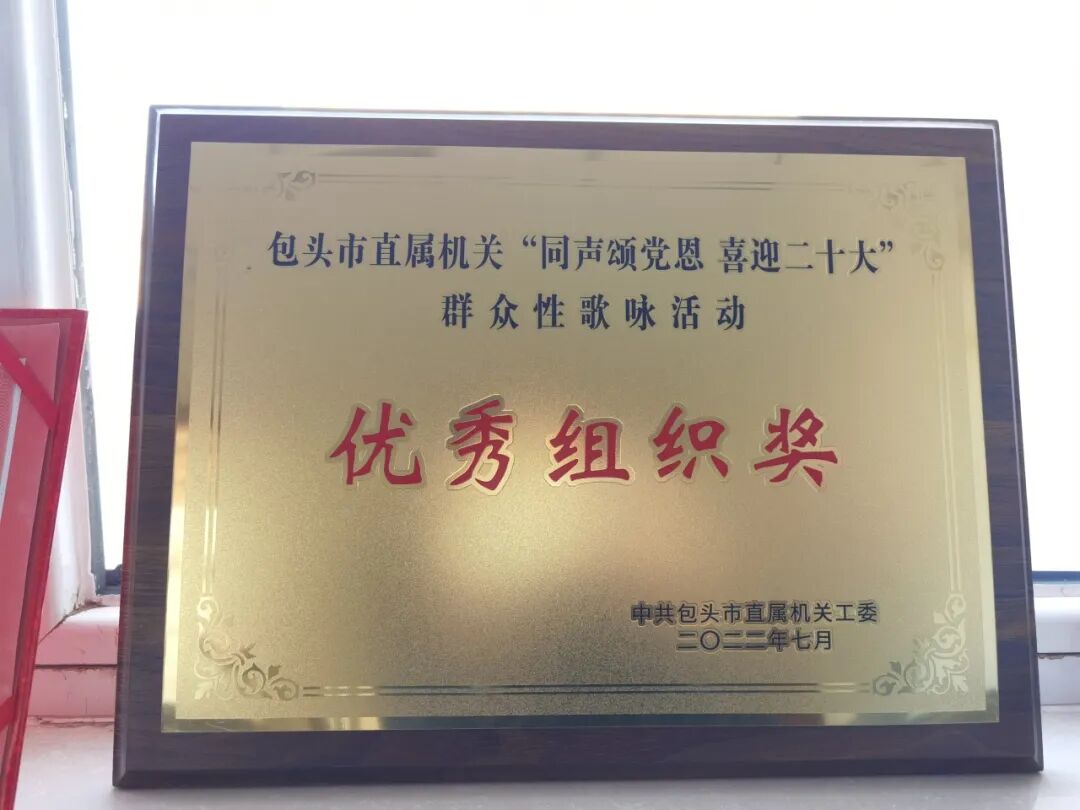 包头市直属机关“同声颂党恩 喜迎二十大”
群众性歌咏活动
优秀组织奖
中共包头市直属机关工委
二〇二二年七月